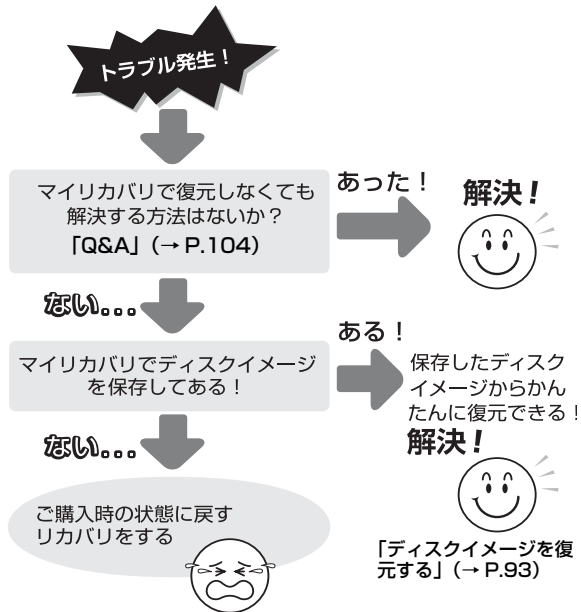 トラブル発生！
マイリカバリで復元しなくても
解決する方法はないか？
「Q&A」（→ P.104）
あった！
解決！
ない...
マイリカバリでディスクイメージ
を保存してある！
ある！
保存したディスク
イメージからかん
たんに復元できる！
解決！
「ディスクイメージを復
元する」（→ P.93）
ない...
ご購入時の状態に戻す
リカバリをする